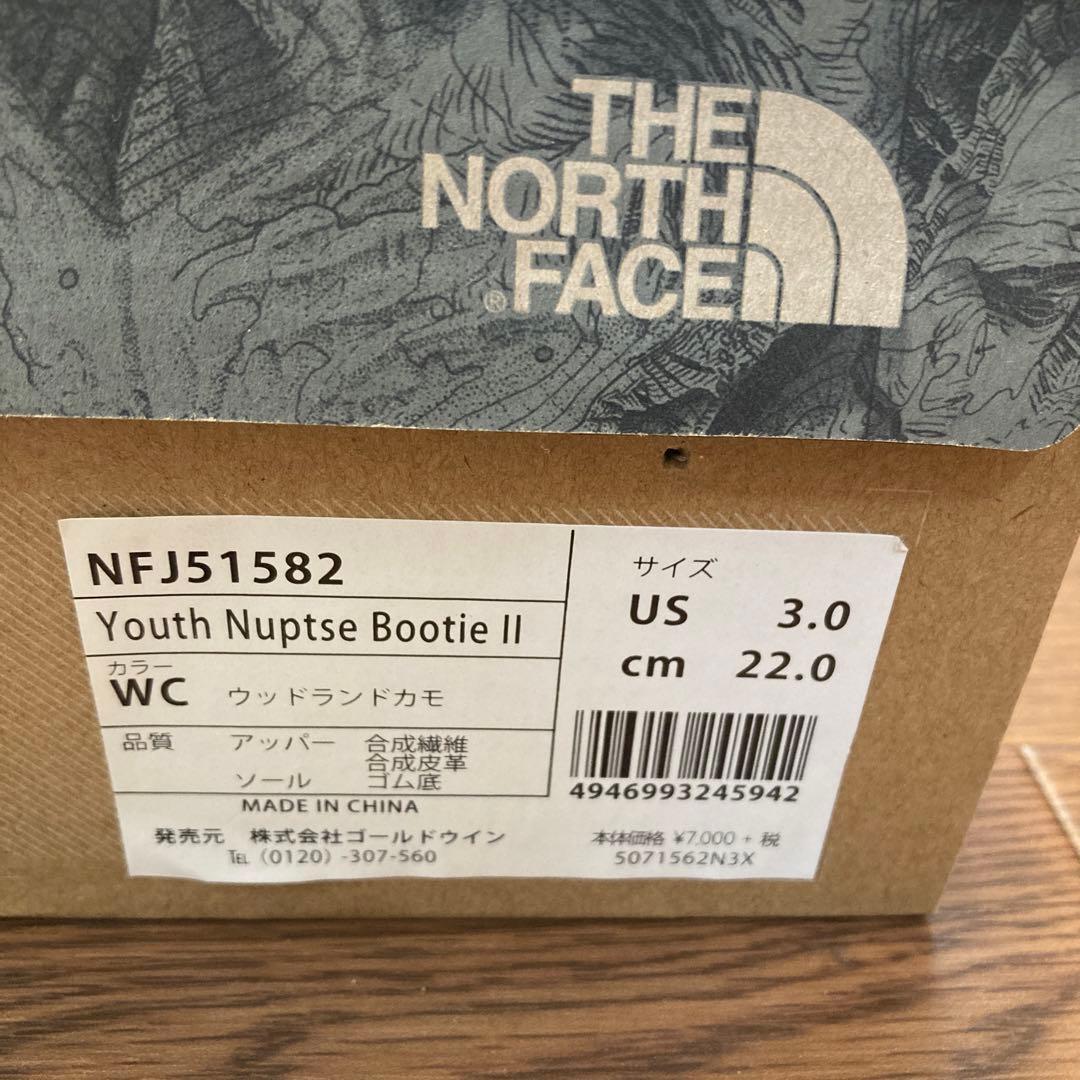 THE
NORTH
FACE
®
NFJ51582
Youth Nuptse Bootie II
カラー
WC ウッドランドカモ
品質 アッパー 合成繊維
合成皮革
ソール ゴム底
MADE IN CHINA
発売元 株式会社ゴールドウイン
℡ (0120) -307-560
サイズ
US 3.0
cm 22.0
4946993245942
本体価格 ¥7,000 + 税
5071562N3X